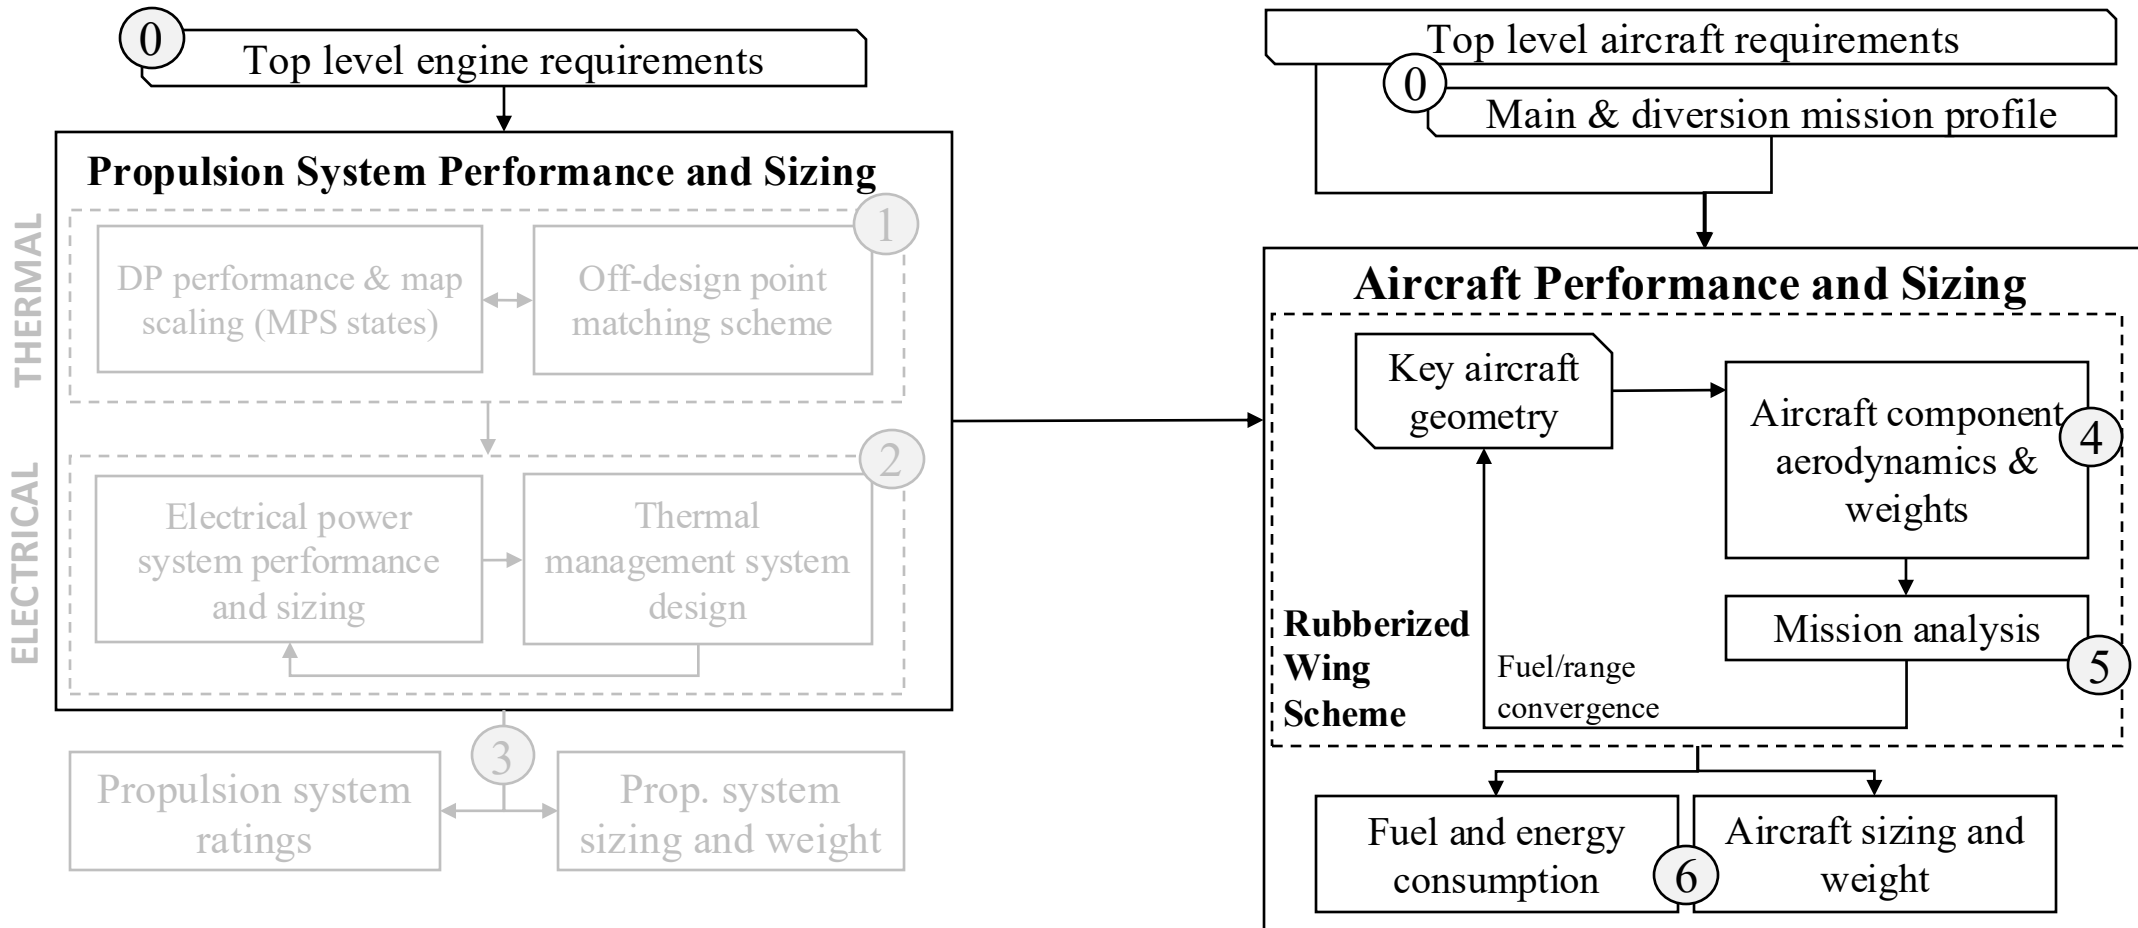 0
Top level engine requirements
Propulsion System Performance and Sizing
THERMAL
1
DP performance & map
scaling (MPS states)
Off-design point
matching scheme
ELECTRICAL
2
Electrical power
system performance
and sizing
Thermal
management system
design
3
Propulsion system
ratings
Prop. system
sizing and weight
Top level aircraft requirements
0
Main & diversion mission profile
Aircraft Performance and Sizing
Key aircraft
geometry
Aircraft component
aerodynamics &
weights
4
Mission analysis
5
Rubberized
Wing
Scheme
Fuel/range
convergence
Fuel and energy
consumption
6
Aircraft sizing and
weight